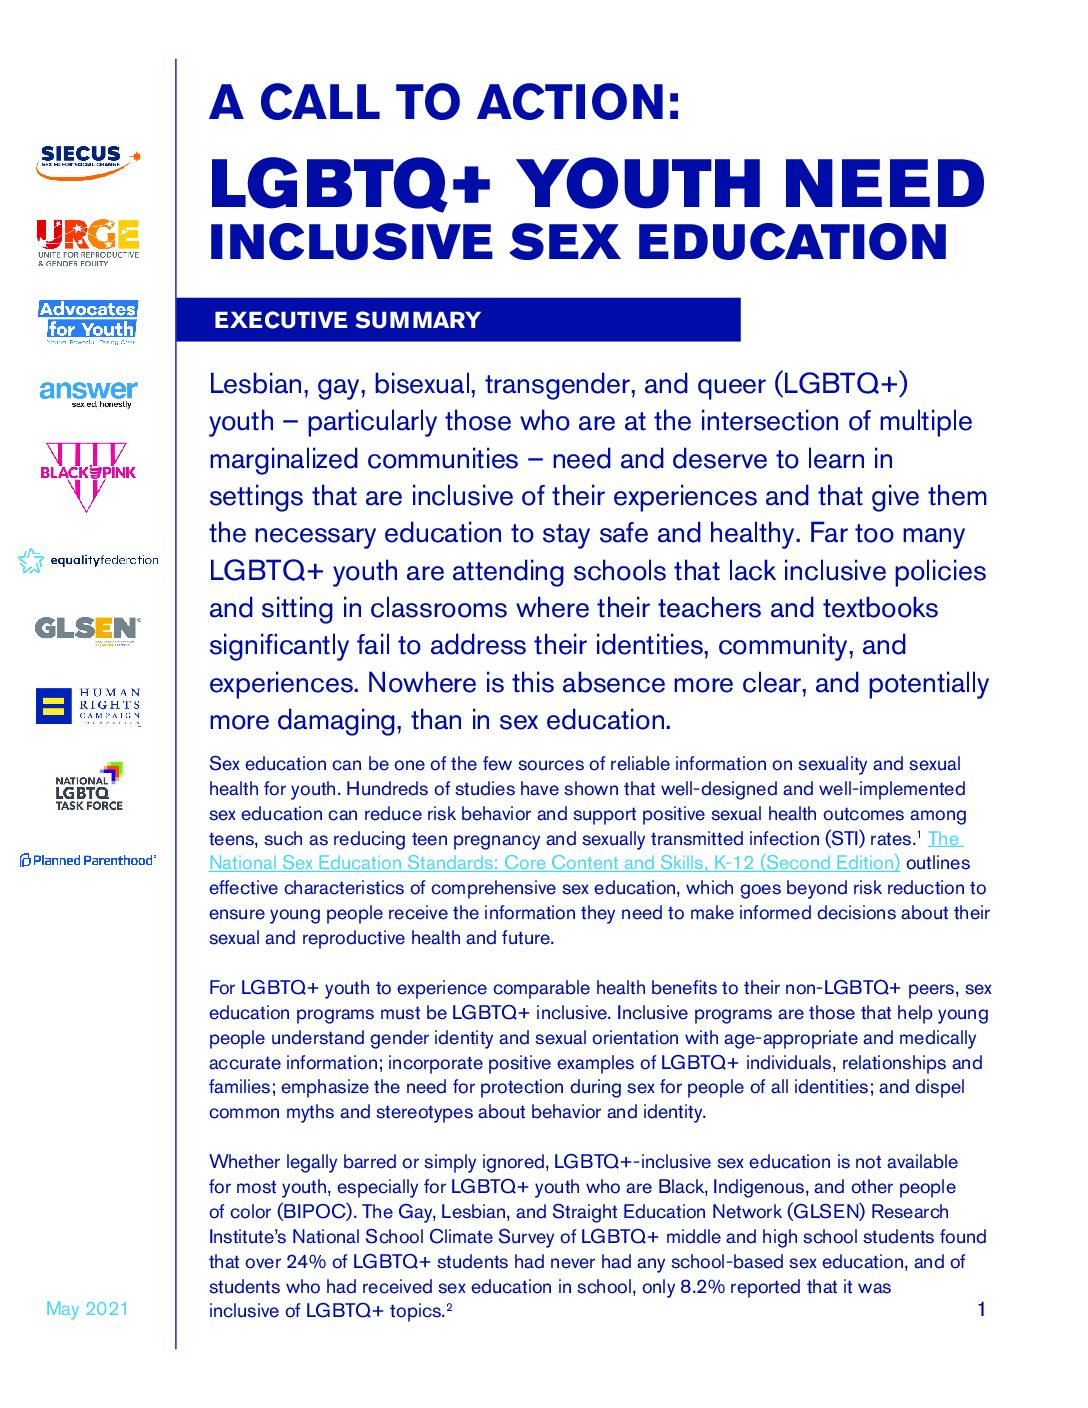 A CALL TO ACTION:
LGBTQ+ YOUTH NEED
INCLUSIVE SEX EDUCATION
EXECUTIVE SUMMARY
SIECUS
SEX ED FOR SOCIAL CHANGE
URGE
UNITE FOR REPRODUCTIVE
& GENDER EQUITY
Advocates
for Youth
answer
sex ed, honestly
BLACK PINK
equalityfederation
GLSEN
HUMAN
RIGHTS
CAMPAIGN
FOUNDATION
NATIONAL
LGBTQ
TASK FORCE
Planned Parenthood®
May 2021
Lesbian, gay, bisexual, transgender, and queer (LGBTQ+)
youth – particularly those who are at the intersection of multiple
marginalized communities – need and deserve to learn in
settings that are inclusive of their experiences and that give them
the necessary education to stay safe and healthy. Far too many
LGBTQ+ youth are attending schools that lack inclusive policies
and sitting in classrooms where their teachers and textbooks
significantly fail to address their identities, community, and
experiences. Nowhere is this absence more clear, and potentially
more damaging, than in sex education.
Sex education can be one of the few sources of reliable information on sexuality and sexual
health for youth. Hundreds of studies have shown that well-designed and well-implemented
sex education can reduce risk behavior and support positive sexual health outcomes among
teens, such as reducing teen pregnancy and sexually transmitted infection (STI) rates.¹ The
National Sex Education Standards: Core Content and Skills, K-12 (Second Edition) outlines
effective characteristics of comprehensive sex education, which goes beyond risk reduction to
ensure young people receive the information they need to make informed decisions about their
sexual and reproductive health and future.
For LGBTQ+ youth to experience comparable health benefits to their non-LGBTQ+ peers, sex
education programs must be LGBTQ+ inclusive. Inclusive programs are those that help young
people understand gender identity and sexual orientation with age-appropriate and medically
accurate information; incorporate positive examples of LGBTQ+ individuals, relationships and
families; emphasize the need for protection during sex for people of all identities; and dispel
common myths and stereotypes about behavior and identity.
Whether legally barred or simply ignored, LGBTQ+-inclusive sex education is not available
for most youth, especially for LGBTQ+ youth who are Black, Indigenous, and other people
of color (BIPOC). The Gay, Lesbian, and Straight Education Network (GLSEN) Research
Institute's National School Climate Survey of LGBTQ+ middle and high school students found
that over 24% of LGBTQ+ students had never had any school-based sex education, and of
students who had received sex education in school, only 8.2% reported that it was
inclusive of LGBTQ+ topics.²
1